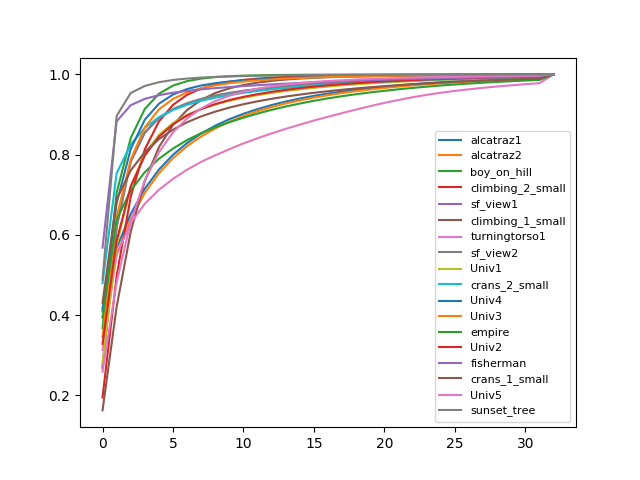 1.0
0.8
0.6
0.4
0.2
0 5 10 15 20 25 30
alcatraz1
alcatraz2
boy_on_hill
climbing_2_small
sf_view1
climbing_1_small
turningtorso1
sf_view2
Univ1
crans_2_small
Univ4
Univ3
empire
Univ2
fisherman
crans_1_small
Univ5
sunset_tree